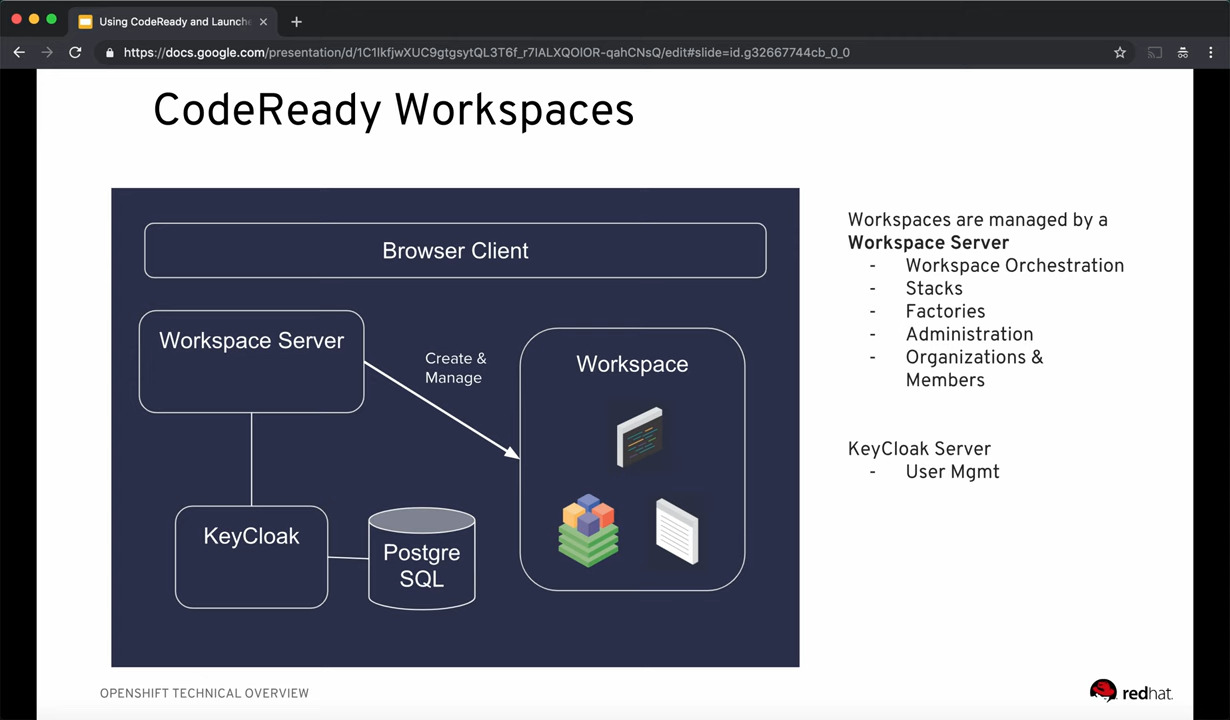 Using CodeReady and Launche
https://docs.google.com/presentation/d/1C1lkfjwXUC9gtgsytQL3T6f_r7IALXQOlOR-qahCNsQ/edit#slide=id.g32667744cb_0_0
CodeReady Workspaces
Browser Client
Workspace Server
Create &
Manage
Workspace
KeyCloak
Postgre
SQL
Workspaces are managed by a
Workspace Server
- Workspace Orchestration
- Stacks
- Factories
- Administration
- Organizations &
Members
KeyCloak Server
- User Mgmt
OPENSHIFT TECHNICAL OVERVIEW
redhat.